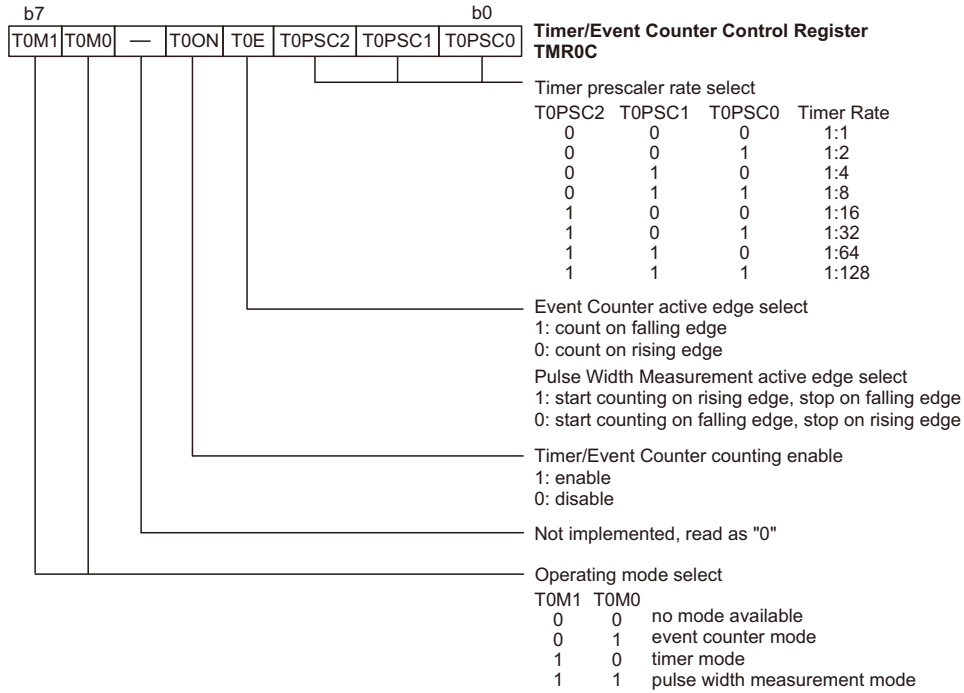 b7 b0
T0M1 T0M0 — T0ON T0E T0PSC2 T0PSC1 T0PSC0
Timer/Event Counter Control Register
TMR0C
Timer prescaler rate select
T0PSC2 T0PSC1 T0PSC0 Timer Rate
0 0 0 1:1
0 0 1 1:2
0 1 0 1:4
0 1 1 1:8
1 0 0 1:16
1 0 1 1:32
1 1 0 1:64
1 1 1 1:128
Event Counter active edge select
1: count on falling edge
0: count on rising edge
Pulse Width Measurement active edge select
1: start counting on rising edge, stop on falling edge
0: start counting on falling edge, stop on rising edge
Timer/Event Counter counting enable
1: enable
0: disable
Not implemented, read as "0"
Operating mode select
T0M1 T0M0
0 0 no mode available
0 1 event counter mode
1 0 timer mode
1 1 pulse width measurement mode